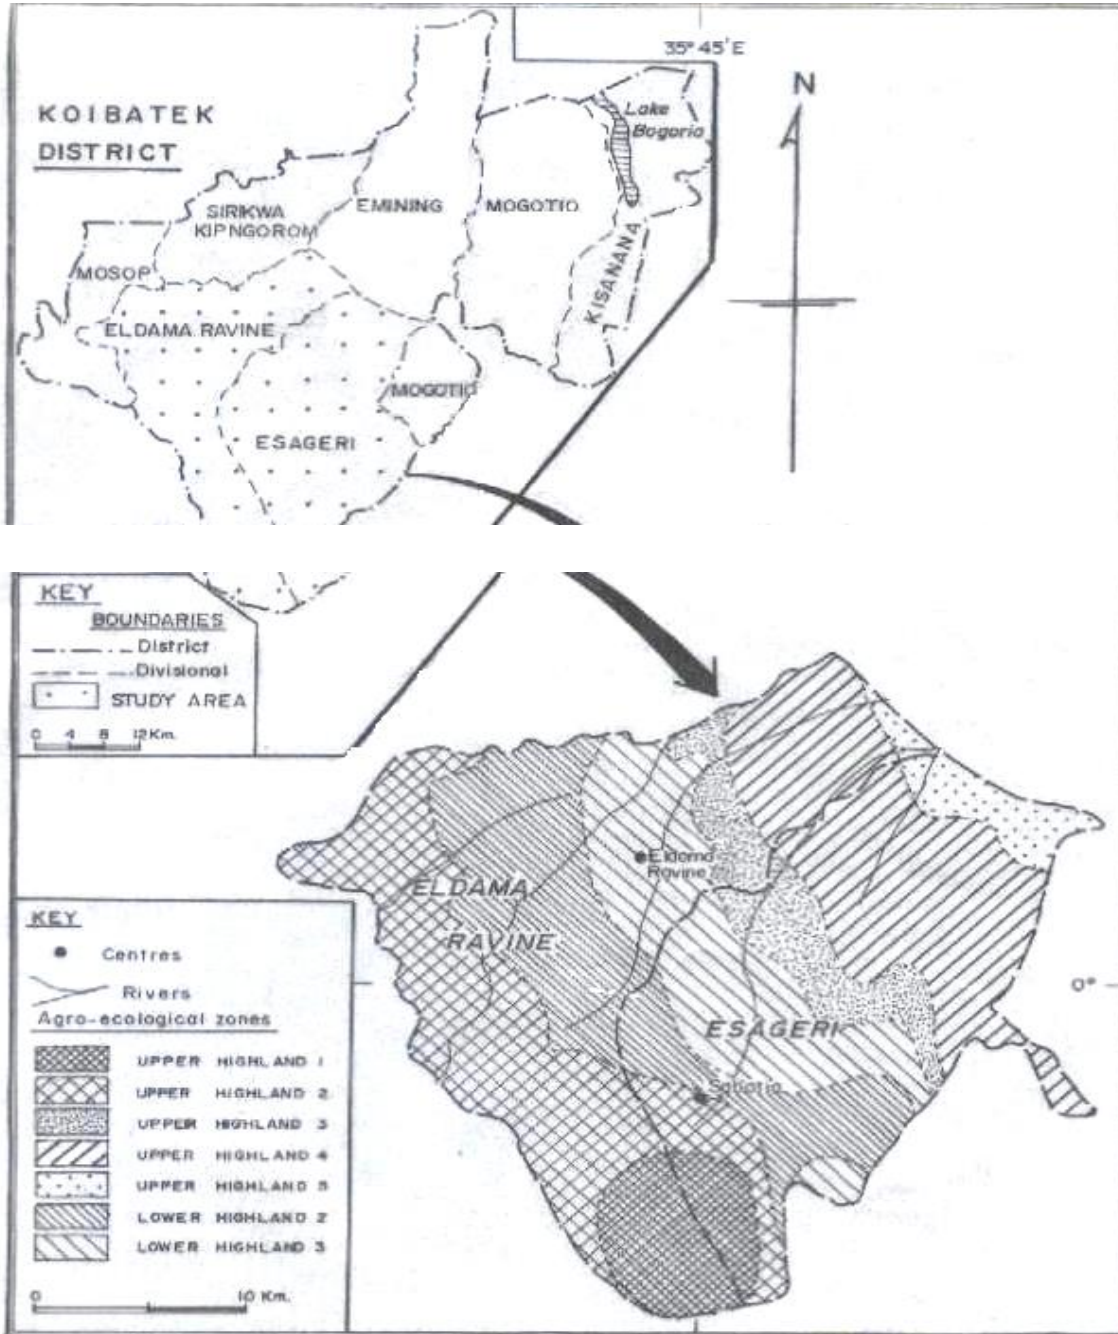 35° 45' E
N
KOIBATEK
DISTRICT
Lake
Bogoria
SIRIKWA
KIPNGOROM
EMINING
MOGOTIO
KISANANA
MOSOP
ELDAMA RAVINE
MOGOTIO
ESAGERI
KEY
BOUNDARIES
District
Divisional
STUDY AREA
0 4 8 12Km.
Eldama
Ravine
ELDAMA
RAVINE
ESAGERI
Sabatia
0°
KEY
Centres
Rivers
Agro-ecological zones
UPPER HIGHLAND 1
UPPER HIGHLAND 2
UPPER HIGHLAND 3
UPPER HIGHLAND 4
UPPER HIGHLAND 5
LOWER HIGHLAND 2
LOWER HIGHLAND 3
0 10 Km.